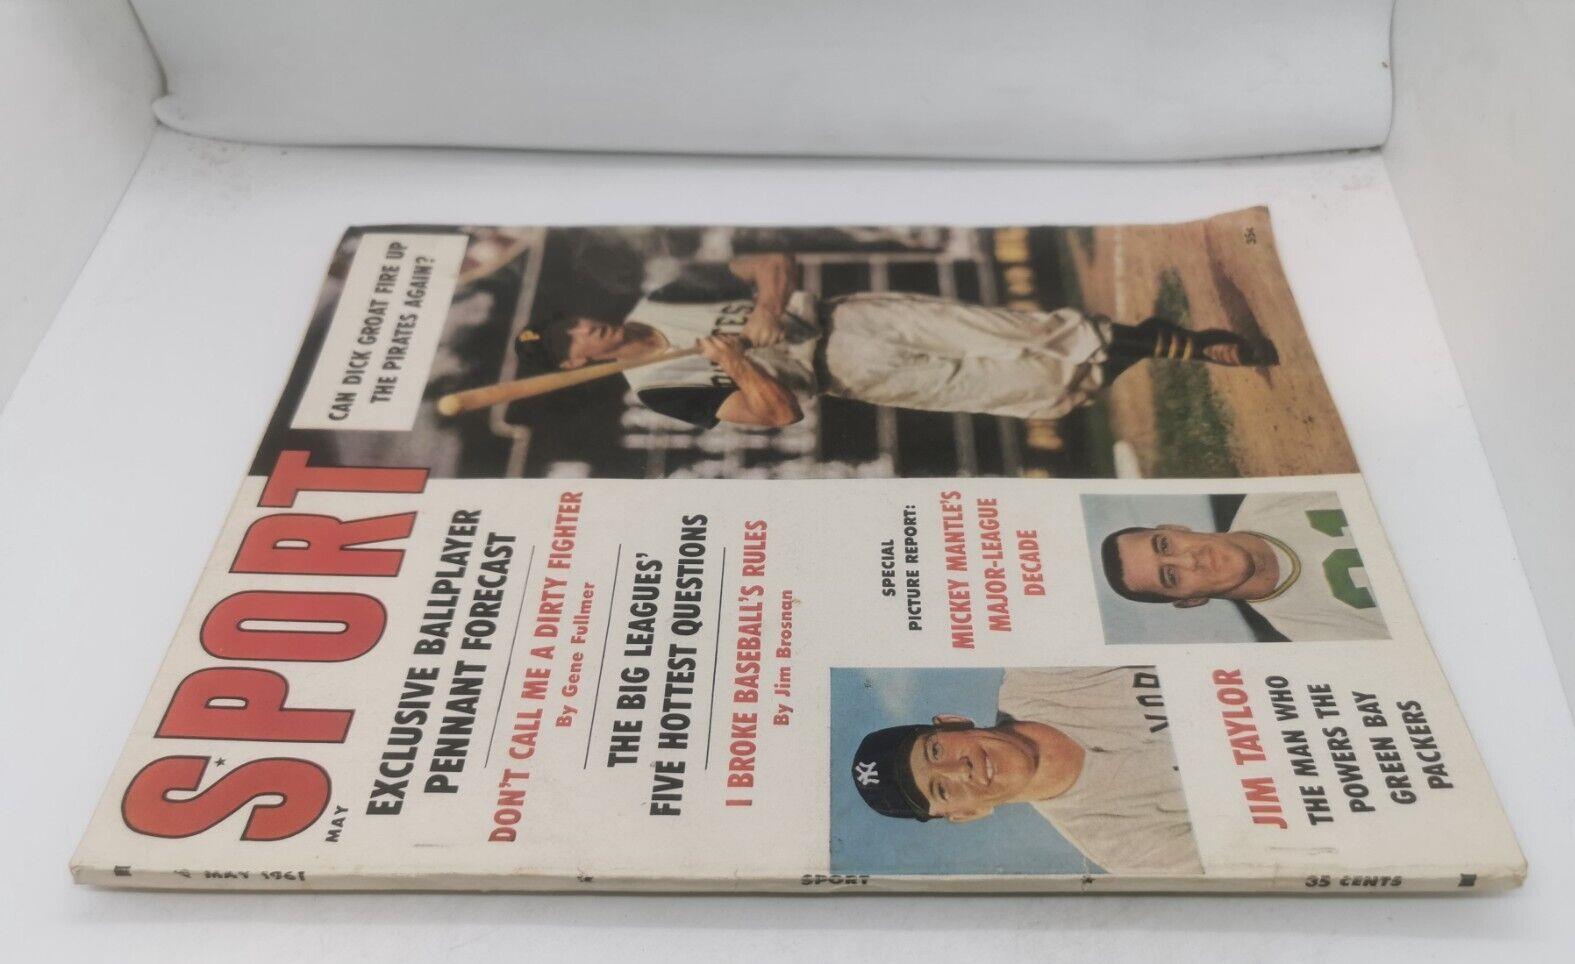 SPORT
MAY
CAN DICK GROAT FIRE UP
THE PIRATES AGAIN?
EXCLUSIVE BALLPLAYER
PENNANT FORECAST
DON'T CALL ME A DIRTY FIGHTER
By Gene Fullmer
THE BIG LEAGUES'
FIVE HOTTEST QUESTIONS
I BROKE BASEBALL'S RULES
By Jim Brosnan
SPECIAL
PICTURE REPORT:
MICKEY MANTLE'S
MAJOR-LEAGUE
DECADE
JIM TAYLOR
THE MAN WHO
POWERS THE
GREEN BAY
PACKERS
35¢
P
NY
MAY 1961
SPORT
35 CENTS